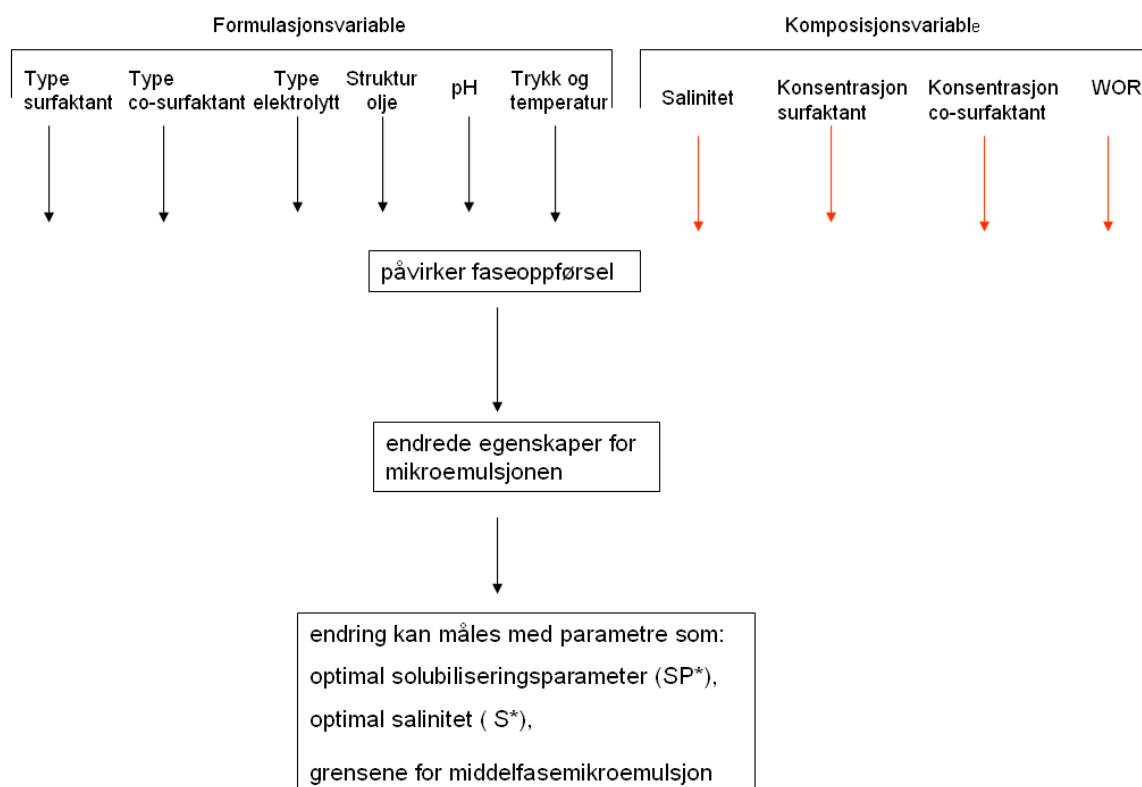 Formulasjonsvariable
Komposisjonsvariable
Type
surfaktant
Type
co-surfaktant
Type
elektrolytt
Struktur
olje
pH
Trykk og
temperatur
Salinitet
Konsentrasjon
surfaktant
Konsentrasjon
co-surfaktant
WOR
påvirker faseoppførsel
endrede egenskaper for
mikroemulsjonen
endring kan måles med parametre som:
optimal solubiliseringsparameter (SP*),
optimal salinitet ( S*),
grensene for middelfasemikroemulsjon